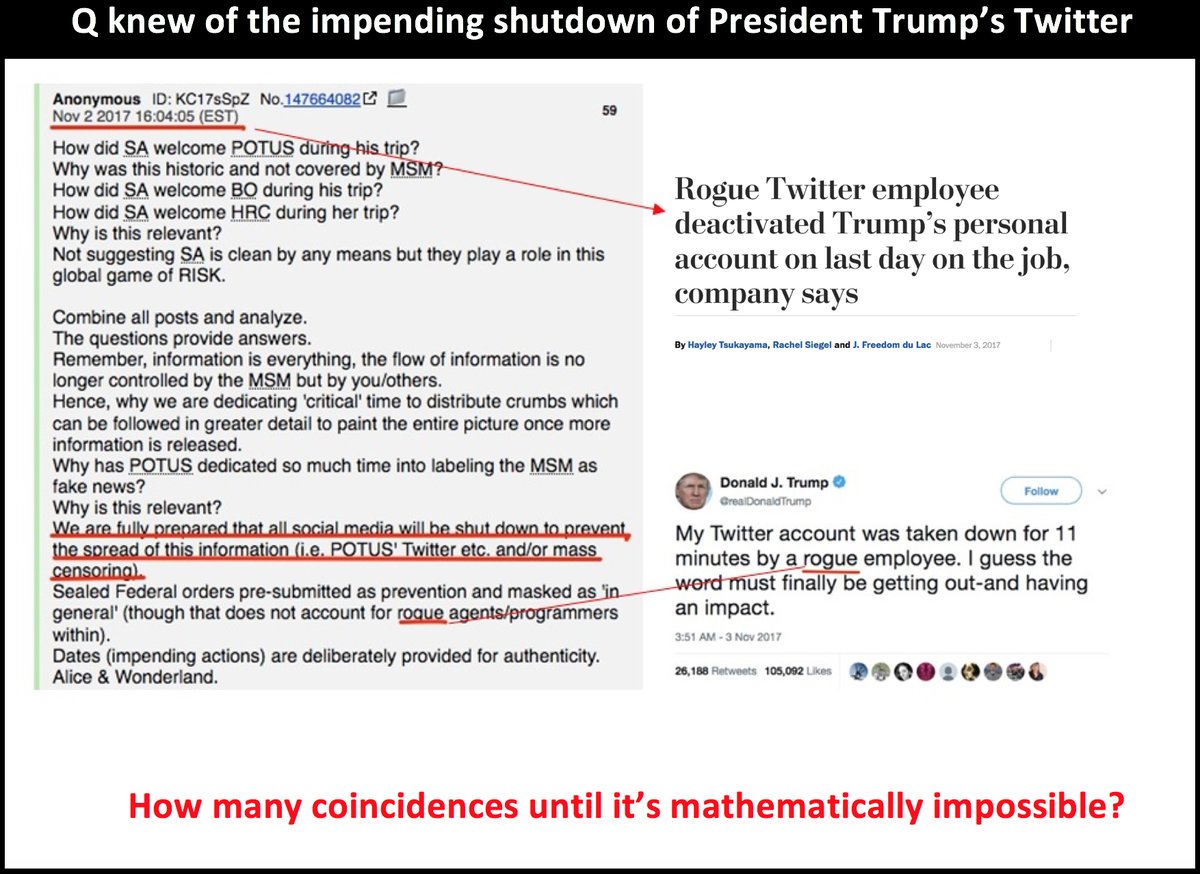 Q knew of the impending shutdown of President Trump's Twitter
Anonymous ID: KC17sSpZ No.147664082
Nov 2 2017 16:04:05 (EST)
59
How did SA welcome POTUS during his trip?
Why was this historic and not covered by MSM?
How did SA welcome BO during his trip?
How did SA welcome HRC during her trip?
Why is this relevant?
Not suggesting SA is clean by any means but they play a role in this
global game of RISK.
Combine all posts and analyze.
The questions provide answers.
Remember, information is everything, the flow of information is no
longer controlled by the MSM but by you/others.
Hence, why we are dedicating 'critical' time to distribute crumbs which
can be followed in greater detail to paint the entire picture once more
information is released.
Why has POTUS dedicated so much time into labeling the MSM as
fake news?
Why is this relevant?
We are fully prepared that all social media will be shut down to prevent
the spread of this information (i.e. POTUS' Twitter etc. and/or mass
censoring).
Sealed Federal orders pre-submitted as prevention and masked as 'in
general' (though that does not account for rogue agents/programmers
within).
Dates (impending actions) are deliberately provided for authenticity.
Alice & Wonderland.
Rogue Twitter employee
deactivated Trump's personal
account on last day on the job,
company says
By Hayley Tsukayama, Rachel Siegel and J. Freedom du Lac November 3, 2017
Donald J. Trump
@realDonaldTrump
Follow
My Twitter account was taken down for 11
minutes by a rogue employee. I guess the
word must finally be getting out-and having
an impact.
3:51 AM - 3 Nov 2017
26,188 Retweets 105,092 Likes
How many coincidences until it's mathematically impossible?